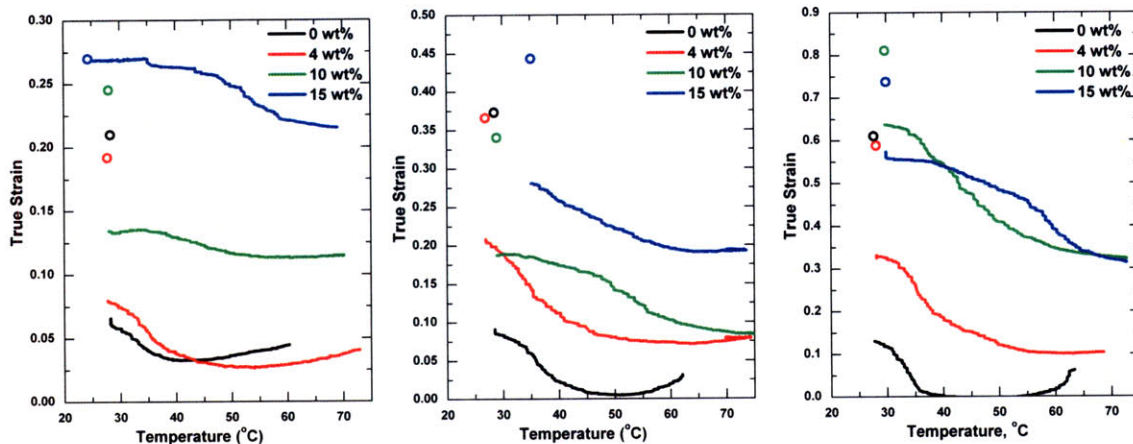 0.30
0.25
0.20
0.15
0.10
0.05
0.00
True Strain
20 30 40 50 60 70
Temperature (°C)
0 wt%
4 wt%
10 wt%
15 wt%
0.50
0.45
0.40
0.35
0.30
0.25
0.20
0.15
0.10
0.05
0.00
True Strain
20 30 40 50 60 70
Temperature (°C)
0 wt%
4 wt%
10 wt%
15 wt%
0.9
0.8
0.7
0.6
0.5
0.4
0.3
0.2
0.1
0.0
True Strain
20 30 40 50 60 70
Temperature, °C
0 wt%
4 wt%
10 wt%
15 wt%